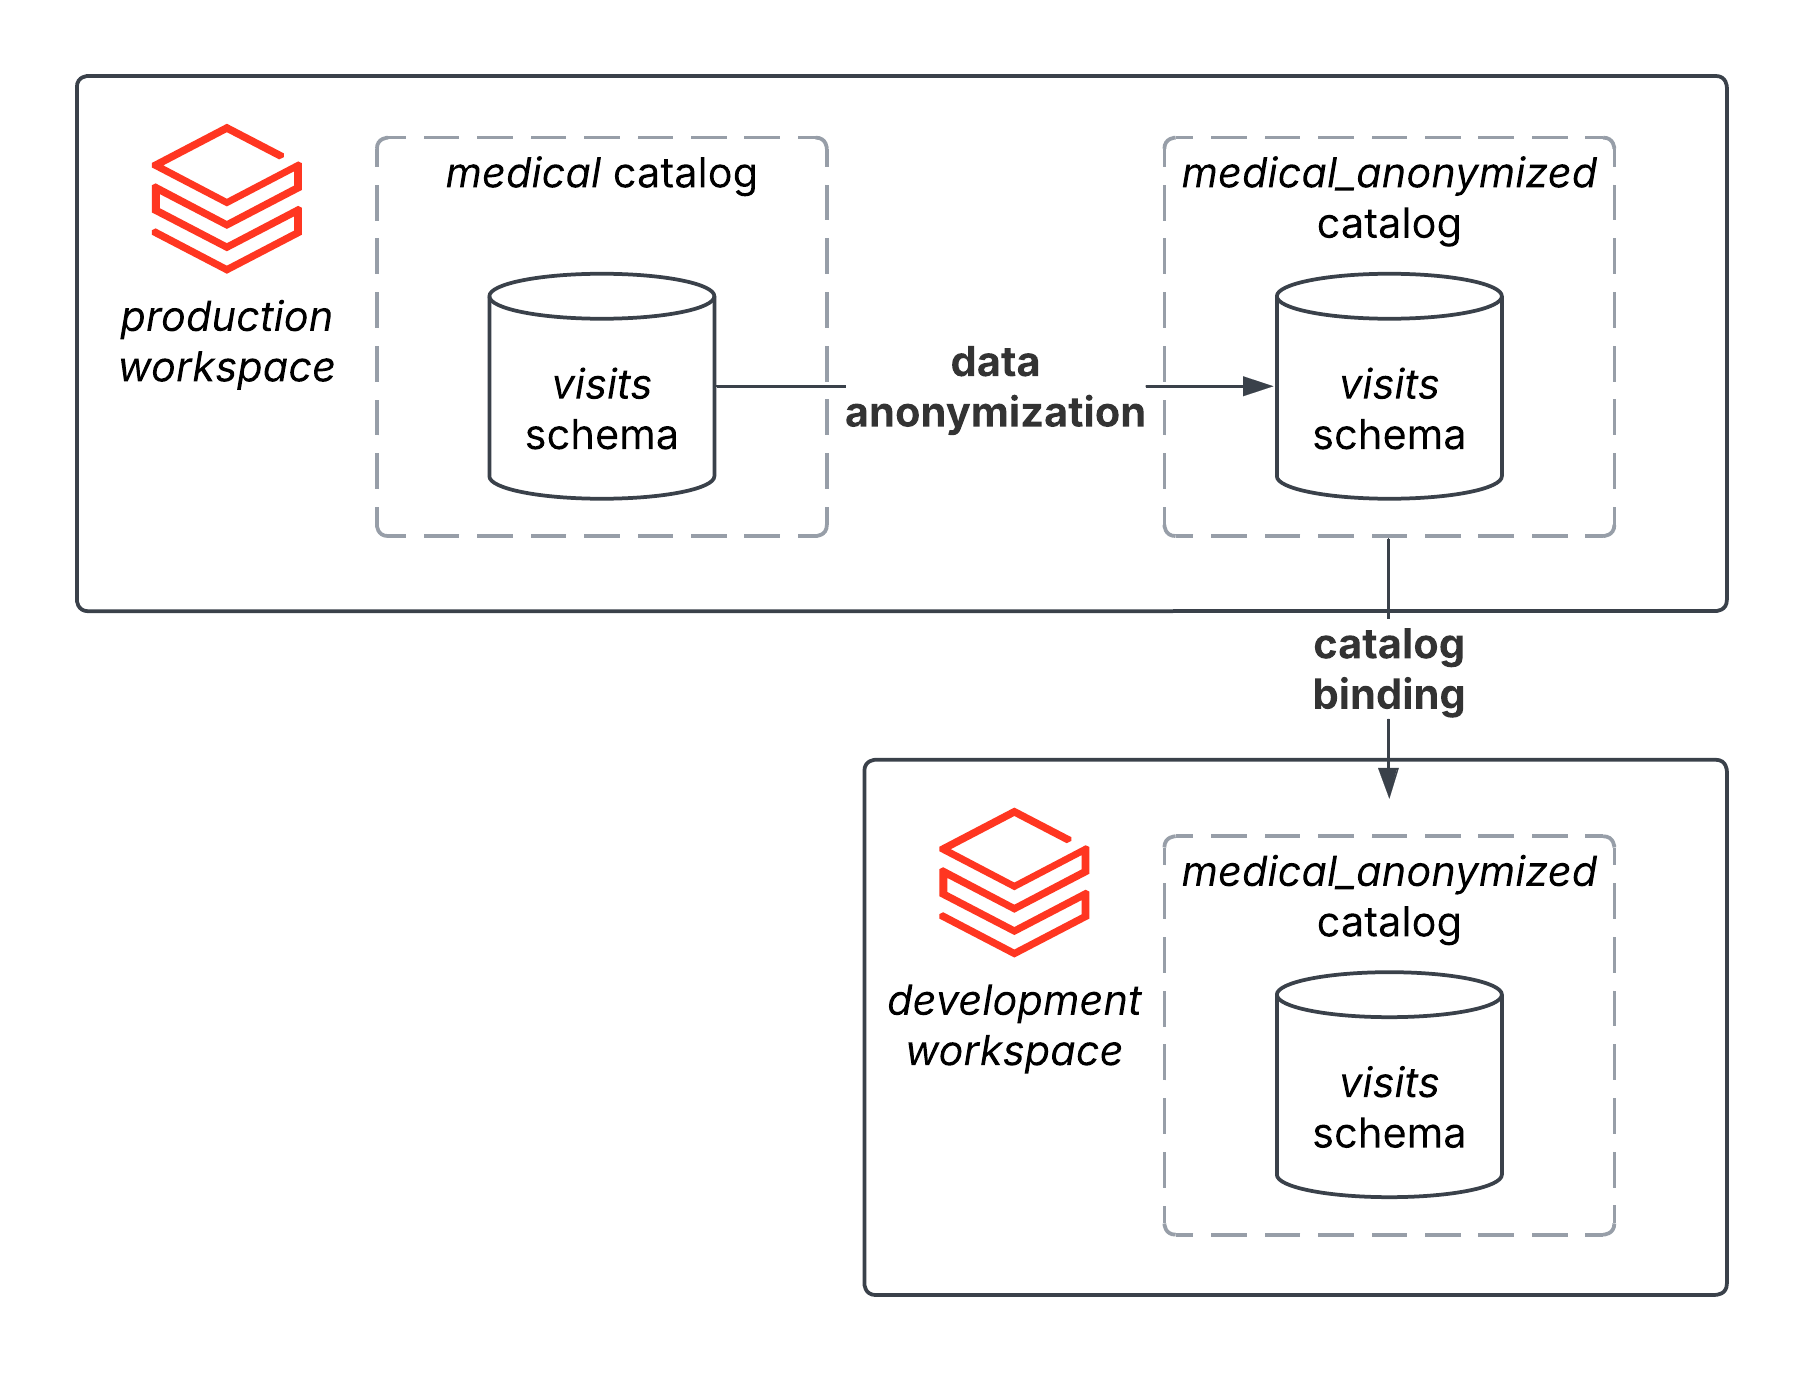 medical catalog
medical_anonymized
catalog
production
workspace
visits
schema
data
anonymization
visits
schema
catalog
binding
medical_anonymized
catalog
development
workspace
visits
schema